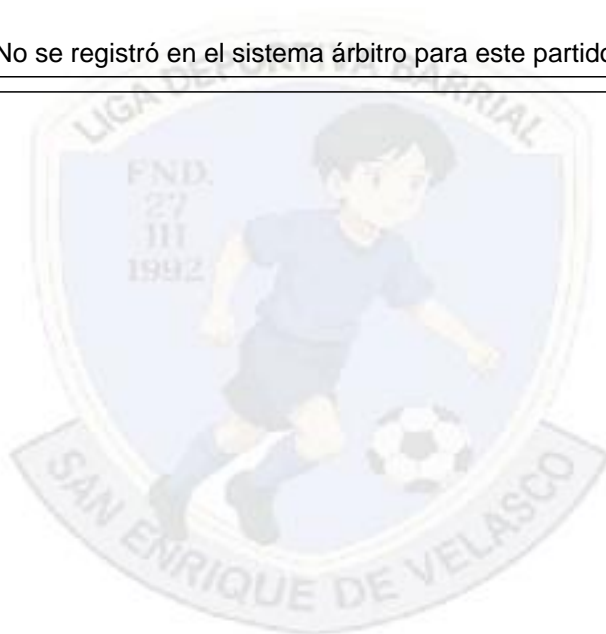 No se registró en el sistema árbitro para este partido
LIGA DEPORTIVA BARRIAL
FND.
27
III
1992
SAN ENRIQUE DE VELASCO